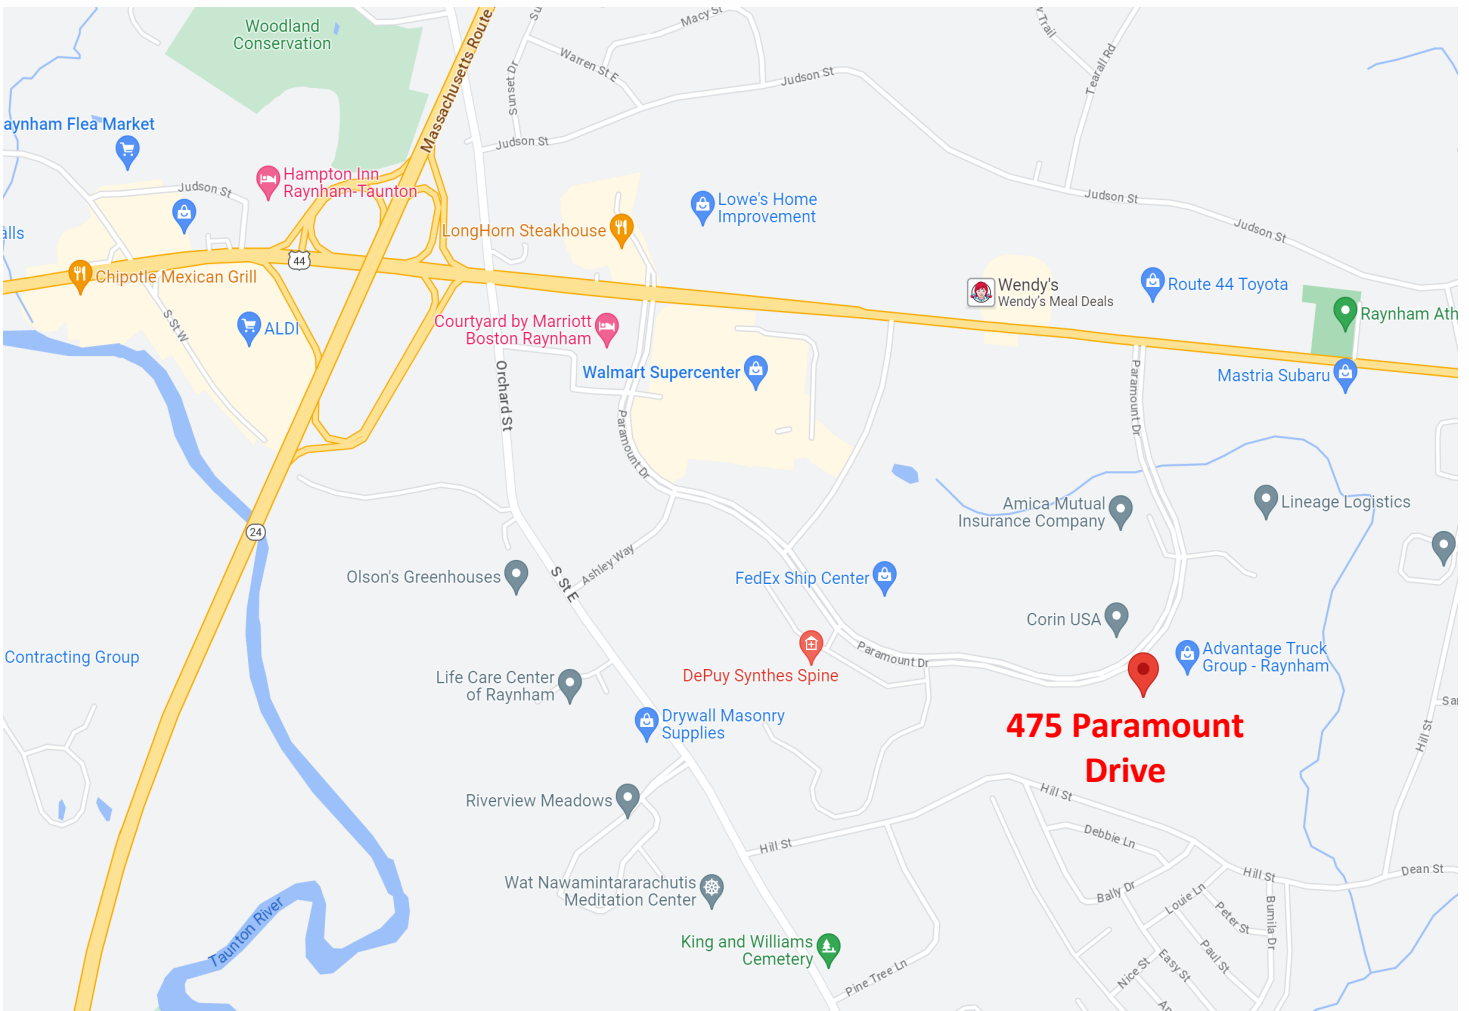 Woodland
Conservation
Massachusetts Route
Macy St
Warren St E
Sunset Dr
Judson St
Tearall Rd
Trail
aynham Flea Market
Judson St
Judson St
Hampton Inn
Raynham-Taunton
Judson St
Lowe's Home
Improvement
Judson St
Judson St
alls
LongHorn Steakhouse
44
Chipotle Mexican Grill
Wendy's
Wendy's Meal Deals
Route 44 Toyota
Raynham Ath
S St W
ALDI
Courtyard by Marriott
Boston Raynham
Walmart Supercenter
Orchard St
Paramount Dr
Paramount Dr
Mastria Subaru
Amica Mutual
Insurance Company
Lineage Logistics
24
Olson's Greenhouses
S St E
Ashley Way
FedEx Ship Center
Corin USA
Contracting Group
Paramount Dr
Advantage Truck
Group - Raynham
DePuy Synthes Spine
Life Care Center
of Raynham
Drywall Masonry
Supplies
475 Paramount
Drive
Hill St
Sa
Riverview Meadows
Hill St
Hill St
Debbie Ln
Wat Nawamintararachutis
Meditation Center
Bally Dr
Louie Ln
Hill St
Dean St
Peter St
Bumila Dr
Taunton River
King and Williams
Cemetery
Pine Tree Ln
Nice St
Easy St
Paul St